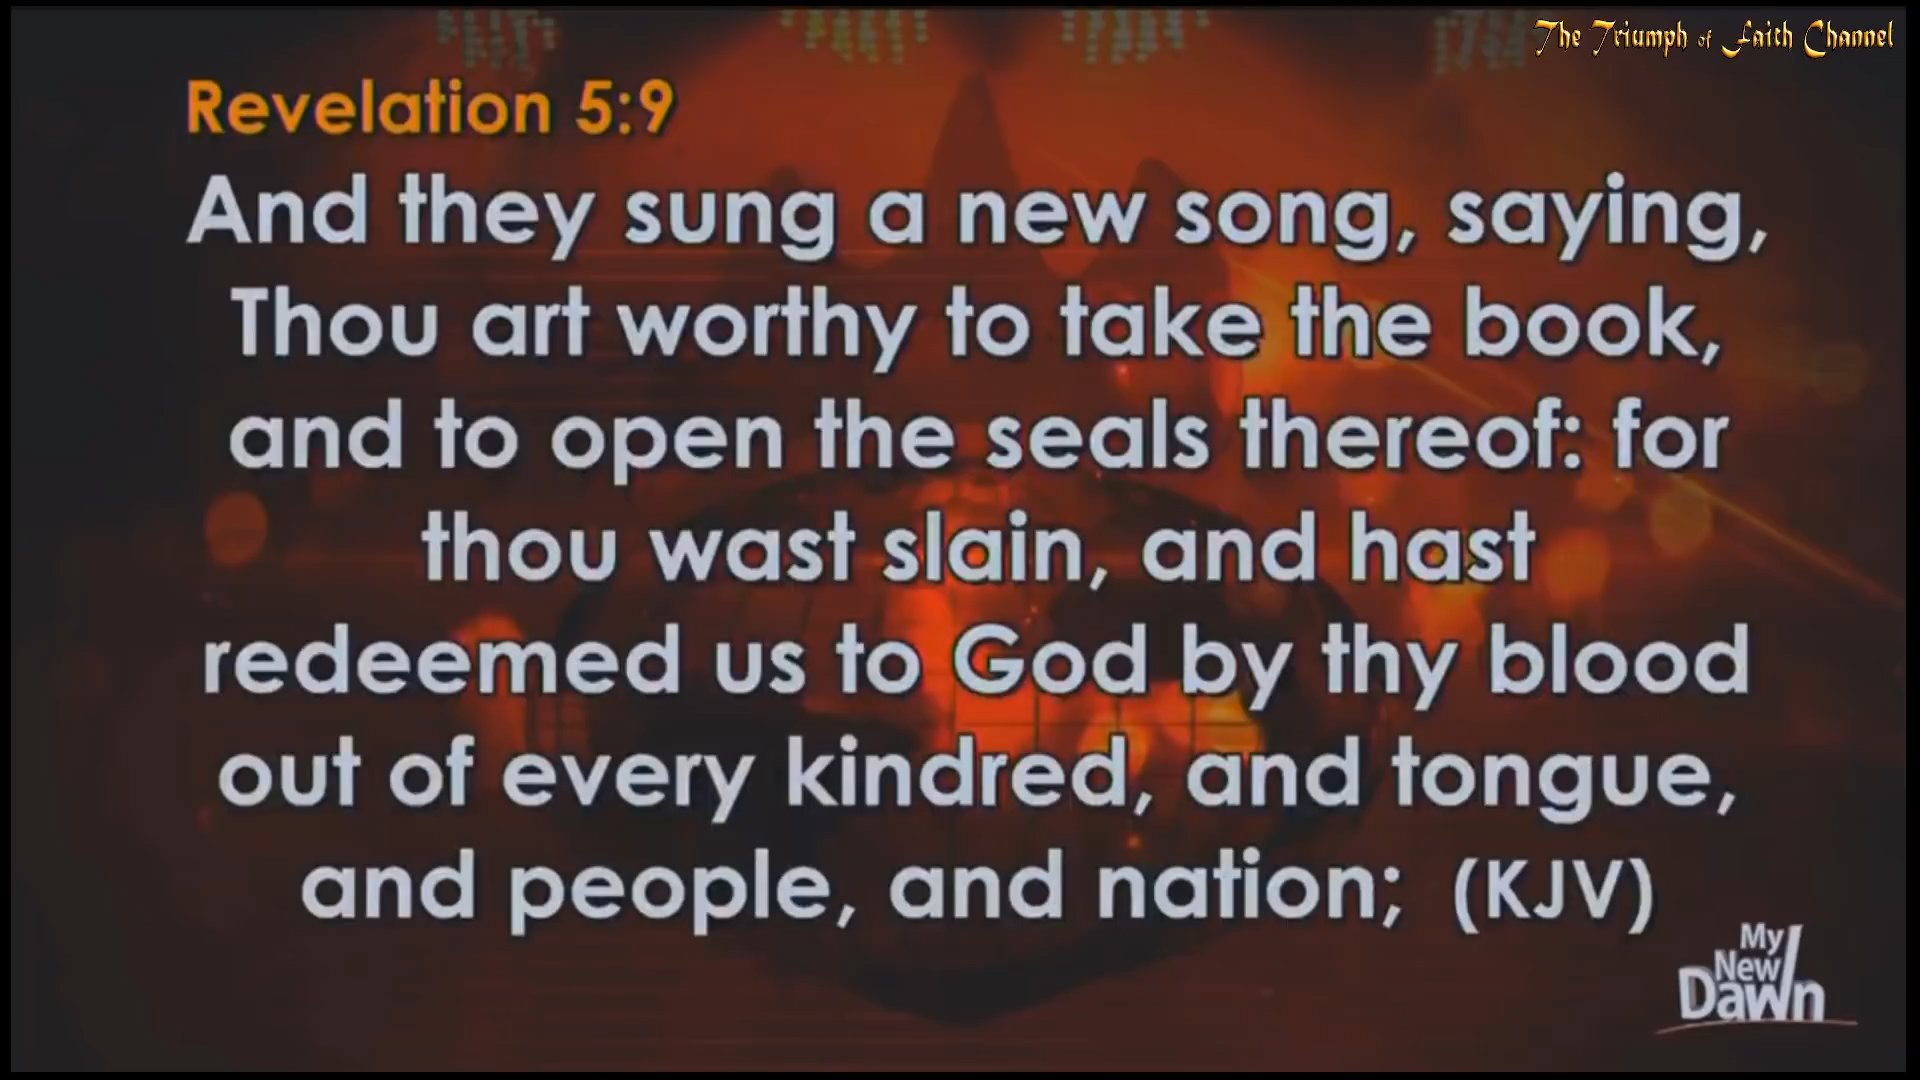 The Triumph of Faith Channel
Revelation 5:9
And they sung a new song, saying,
Thou art worthy to take the book,
and to open the seals thereof: for
thou wast slain, and hast
redeemed us to God by thy blood
out of every kindred, and tongue,
and people, and nation; (KJV)
My
New
Dawn